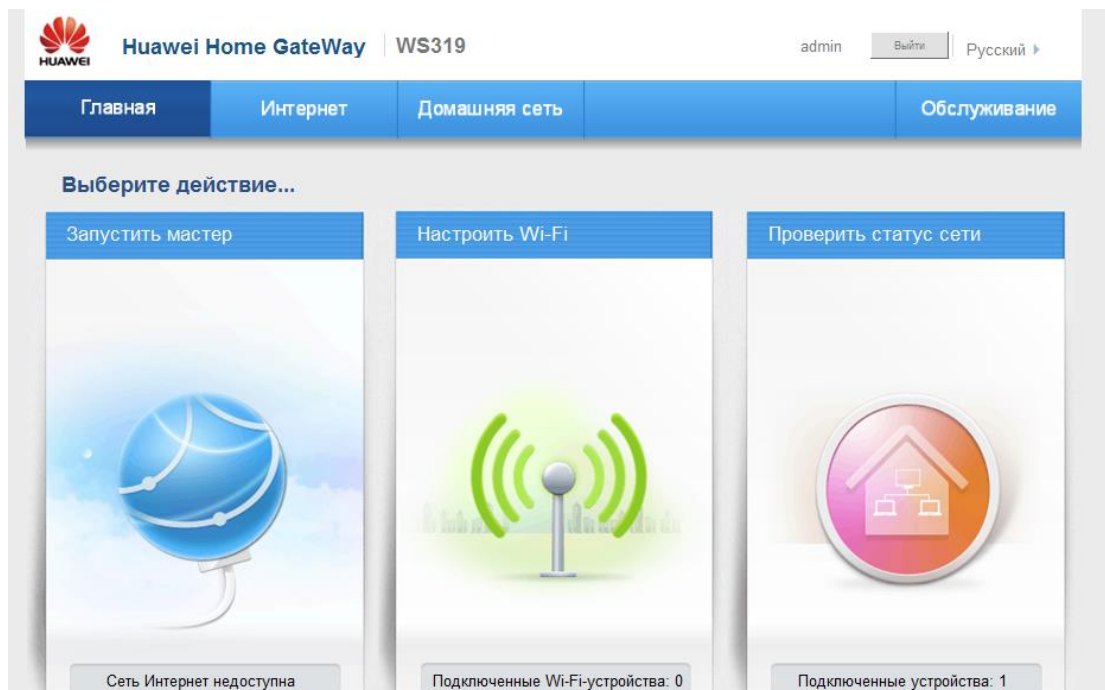 HUAWEI
Huawei Home GateWay WS319
admin Выйти Русский
Главная Интернет Домашняя сеть Обслуживание
Выберите действие...
Запустить мастер Настроить Wi-Fi Проверить статус сети
Сеть Интернет недоступна Подключенные Wi-Fi-устройства: 0 Подключенные устройства: 1